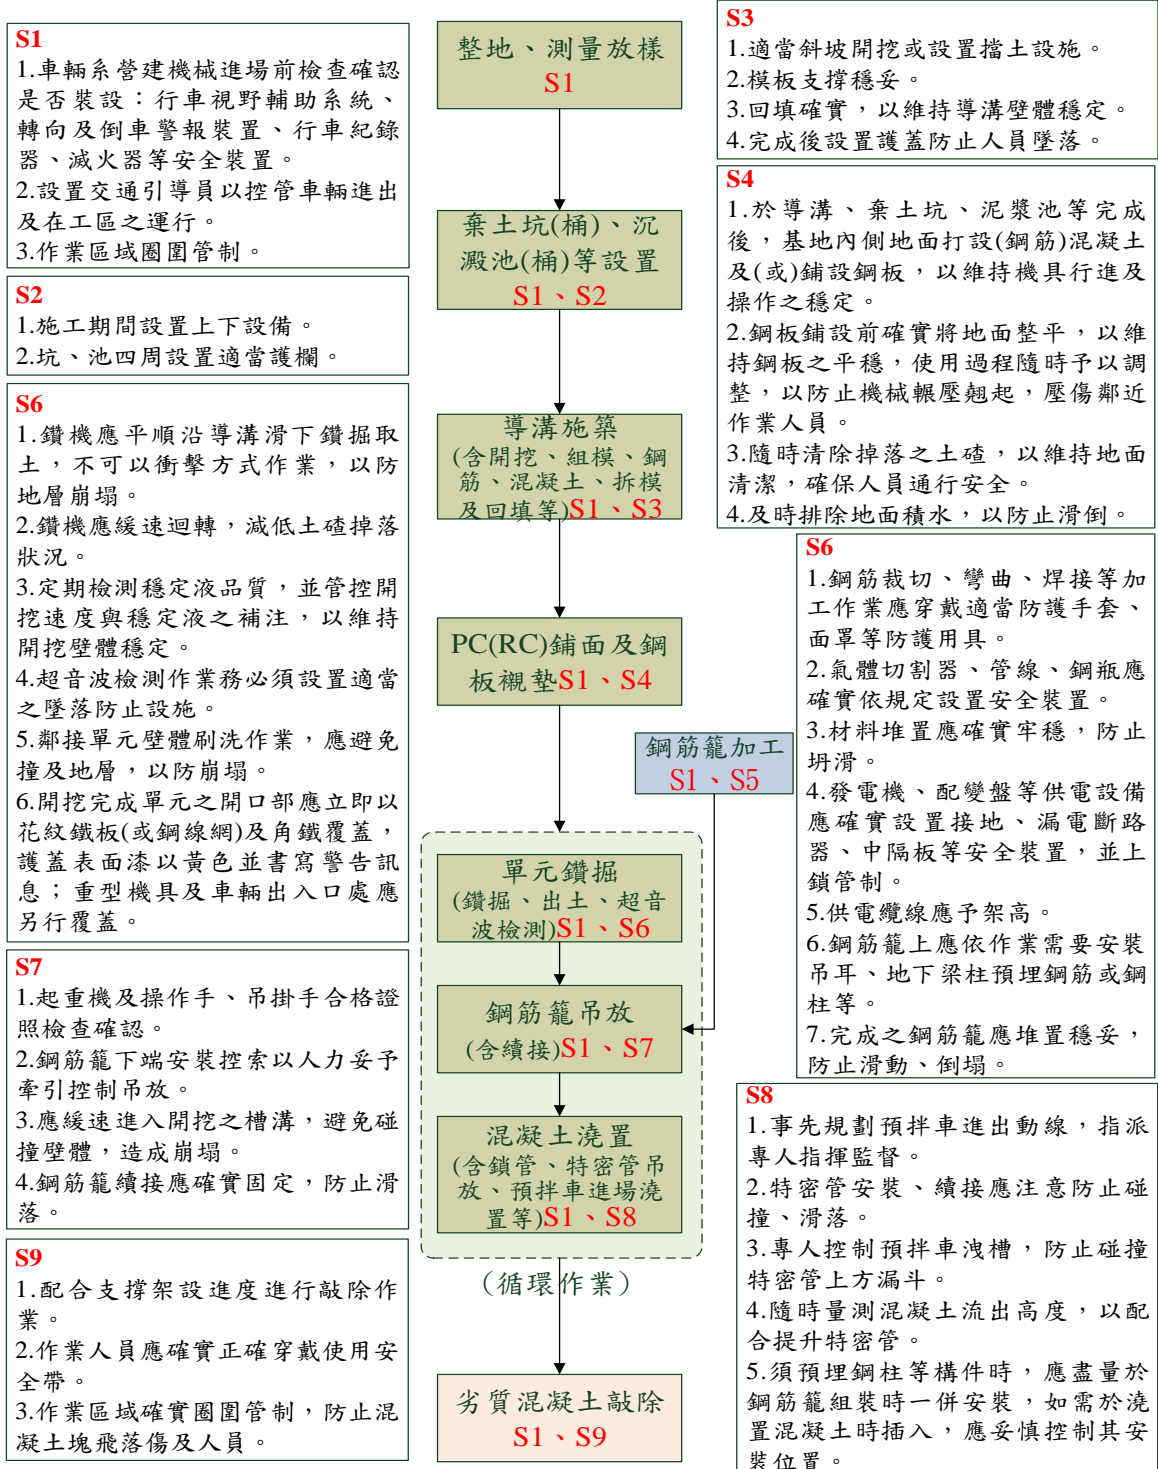 S1
1.車輛系營建機械進場前檢查確認
是否裝設：行車視野輔助系統、
轉向及倒車警報裝置、行車紀錄
器、滅火器等安全裝置。
2.設置交通引導員以控管車輛進出
及在工區之運行。
3.作業區域圈圍管制。
S2
1.施工期間設置上下設備。
2.坑、池四周設置適當護欄。
S6
1.鑽機應平順沿導溝滑下鑽掘取
土，不可以衝擊方式作業，以防
地層崩塌。
2.鑽機應緩速迴轉，減低土碴掉落
狀況。
3.定期檢測穩定液品質，並管控開
挖速度與穩定液之補注，以維持
開挖壁體穩定。
4.超音波檢測作業務必須設置適當
之墜落防止設施。
5.鄰接單元壁體刷洗作業，應避免
撞及地層，以防崩塌。
6.開挖完成單元之開口部應立即以
花紋鐵板(或鋼線網)及角鐵覆蓋，
護蓋表面漆以黃色並書寫警告訊
息；重型機具及車輛出入口處應
另行覆蓋。
S7
1.起重機及操作手、吊掛手合格證
照檢查確認。
2.鋼筋籠下端安裝控索以人力妥予
牽引控制吊放。
3.應緩速進入開挖之槽溝，避免碰
撞壁體，造成崩塌。
4.鋼筋籠續接應確實固定，防止滑
落。
S9
1.配合支撐架設進度進行敲除作
業。
2.作業人員應確實正確穿戴使用安
全帶。
3.作業區域確實圈圍管制，防止混
凝土塊飛落傷及人員。
整地、測量放樣
S1
棄土坑(桶)、沉
澱池(桶)等設置
S1、S2
導溝施築
(含開挖、組模、鋼
筋、混凝土、拆模
及回填等)S1、S3
PC(RC)鋪面及鋼
板襯墊S1、S4
鋼筋籠加工
S1、S5
單元鑽掘
(鑽掘、出土、超音
波檢測)S1、S6
鋼筋籠吊放
(含續接)S1、S7
混凝土澆置
(含鎖管、特密管吊
放、預拌車進場澆
置等)S1、S8
(循環作業)
劣質混凝土敲除
S1、S9
S3
1.適當斜坡開挖或設置擋土設施。
2.模板支撐穩妥。
3.回填確實，以維持導溝壁體穩定。
4.完成後設置護蓋防止人員墜落。
S4
1.於導溝、棄土坑、泥漿池等完成
後，基地內側地面打設(鋼筋)混凝土
及(或)鋪設鋼板，以維持機具行進及
操作之穩定。
2.鋼板鋪設前確實將地面整平，以維
持鋼板之平穩，使用過程隨時予以調
整，以防止機械輾壓翹起，壓傷鄰近
作業人員。
3.隨時清除掉落之土碴，以維持地面
清潔，確保人員通行安全。
4.及時排除地面積水，以防止滑倒。
S6
1.鋼筋裁切、彎曲、焊接等加
工作業應穿戴適當防護手套、
面罩等防護用具。
2.氣體切割器、管線、鋼瓶應
確實依規定設置安全裝置。
3.材料堆置應確實牢穩，防止
坍滑。
4.發電機、配變盤等供電設備
應確實設置接地、漏電斷路
器、中隔板等安全裝置，並上
鎖管制。
5.供電纜線應予架高。
6.鋼筋籠上應依作業需要安裝
吊耳、地下梁柱預埋鋼筋或鋼
柱等。
7.完成之鋼筋籠應堆置穩妥，
防止滑動、倒塌。
S8
1.事先規劃預拌車進出動線，指派
專人指揮監督。
2.特密管安裝、續接應注意防止碰
撞、滑落。
3.專人控制預拌車洩槽，防止碰撞
特密管上方漏斗。
4.隨時量測混凝土流出高度，以配
合提升特密管。
5.須預埋鋼柱等構件時，應盡量於
鋼筋籠組裝時一併安裝，如需於澆
置混凝土時插入，應妥慎控制其安
裝位置。